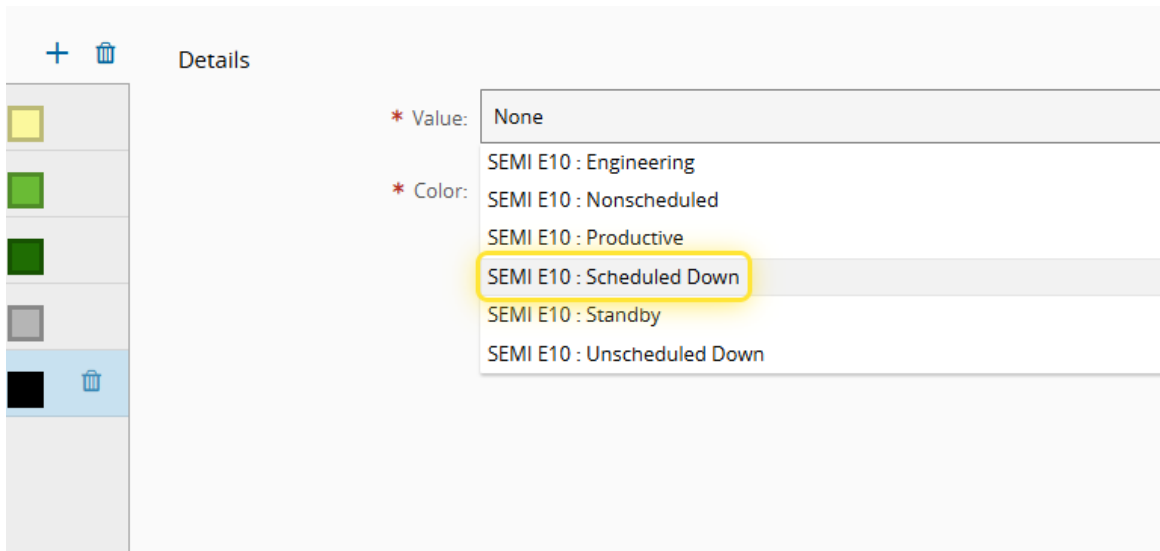 Details
* Value:
None
SEMI E10 : Engineering
* Color:
SEMI E10 : Nonscheduled
SEMI E10 : Productive
SEMI E10 : Scheduled Down
SEMI E10 : Standby
SEMI E10 : Unscheduled Down